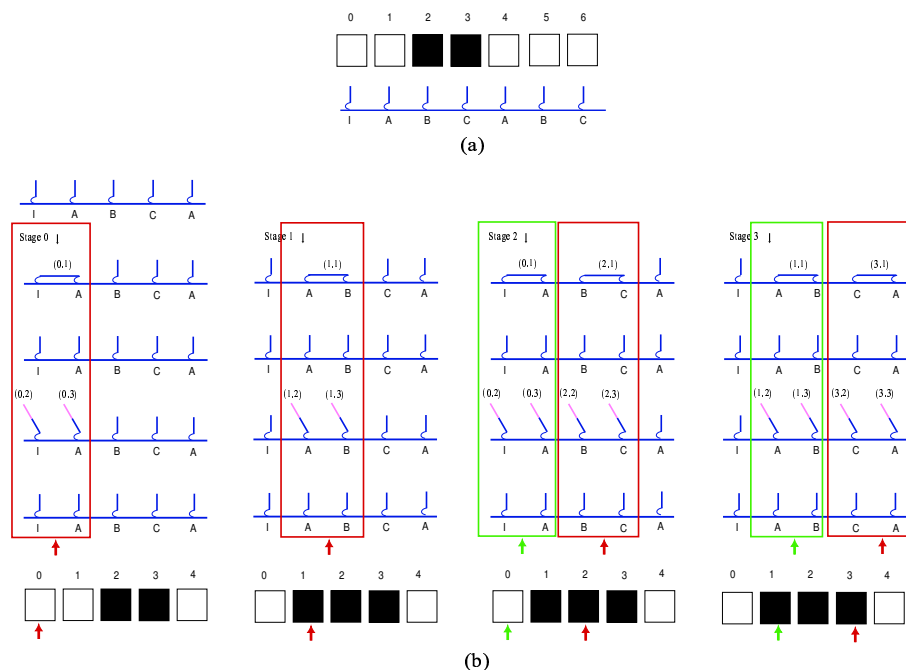 0 1 2 3 4 5 6
I A B C A B C
(a)
I A B C A
Stage 0
(0,1)
I A B C A
I A B C A
(0,2) (0,3)
I A B C A
I A B C A
0 1 2 3 4
Stage 1
(1,1)
I A B C A
I A B C A
(1,2) (1,3)
I A B C A
I A B C A
0 1 2 3 4
Stage 2
(0,1) (2,1)
I A B C A
I A B C A
(0,2) (0,3) (2,2) (2,3)
I A B C A
I A B C A
0 1 2 3 4
Stage 3
(1,1) (3,1)
I A B C A
I A B C A
(1,2) (1,3) (3,2) (3,3)
I A B C A
I A B C A
0 1 2 3 4
(b)